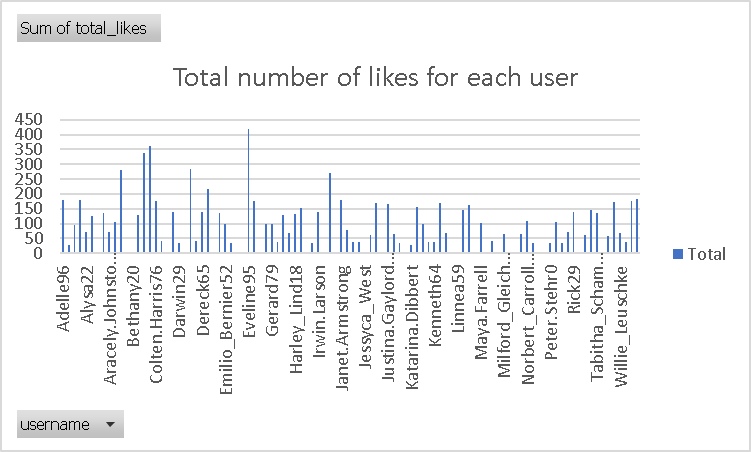 Sum of total_likes
Total number of likes for each user
450
400
350
300
250
200
150
100
50
0
Adelle96
Alysa22
Aracely.Johnsto...
Bethany20
Colten.Harris76
Darwin29
Dereck65
Emilio_Bernier52
Eveline95
Gerard79
Harley_Lind18
Irwin.Larson
Janet.Armstrong
Jessyca_West
Justina.Gaylord...
Katarina.Dibbert
Kenneth64
Linnea59
Maya.Farrell
Milford_Gleich...
Norbert_Carroll...
Peter.Stehr0
Rick29
Tabitha_Scham...
Willie_Leuschke
Total
username